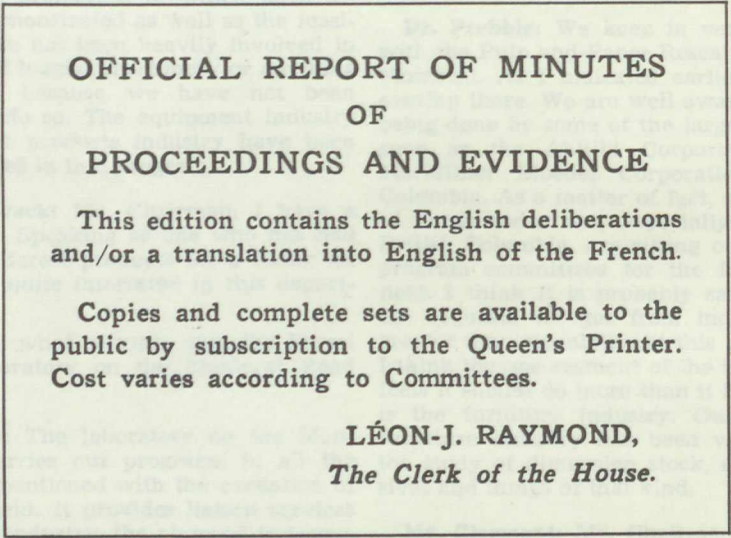 OFFICIAL REPORT OF MINUTES
OF
PROCEEDINGS AND EVIDENCE
This edition contains the English deliberations
and/or a translation into English of the French.
Copies and complete sets are available to the
public by subscription to the Queen's Printer.
Cost varies according to Committees.
LÉON-J. RAYMOND,
The Clerk of the House.